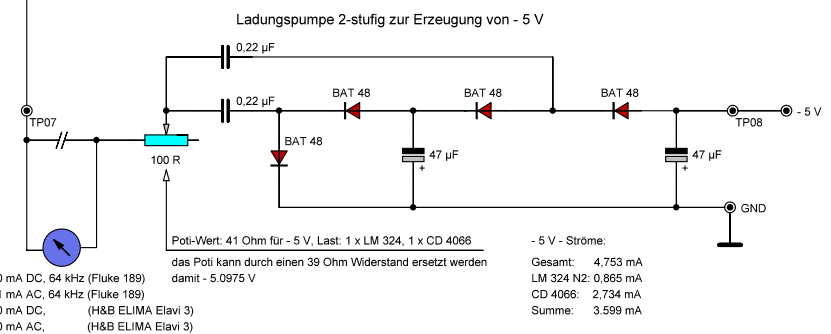 Ladungspumpe 2-stufig zur Erzeugung von - 5 V
0,22 µF
0,22 µF
BAT 48
BAT 48
BAT 48
TP07
TP08
- 5 V
BAT 48
100 R
47 µF
+
47 µF
+
GND
Poti-Wert: 41 Ohm für - 5 V, Last: 1 x LM 324, 1 x CD 4066
das Poti kann durch einen 39 Ohm Widerstand ersetzt werden
damit - 5.0975 V
- 5 V - Ströme:
Gesamt: 4,753 mA
LM 324 N2: 0,865 mA
CD 4066: 2,734 mA
Summe: 3.599 mA
mA DC, 64 kHz (Fluke 189)
mA AC, 64 kHz (Fluke 189)
mA DC, (H&B ELIMA Elavi 3)
mA AC, (H&B ELIMA Elavi 3)